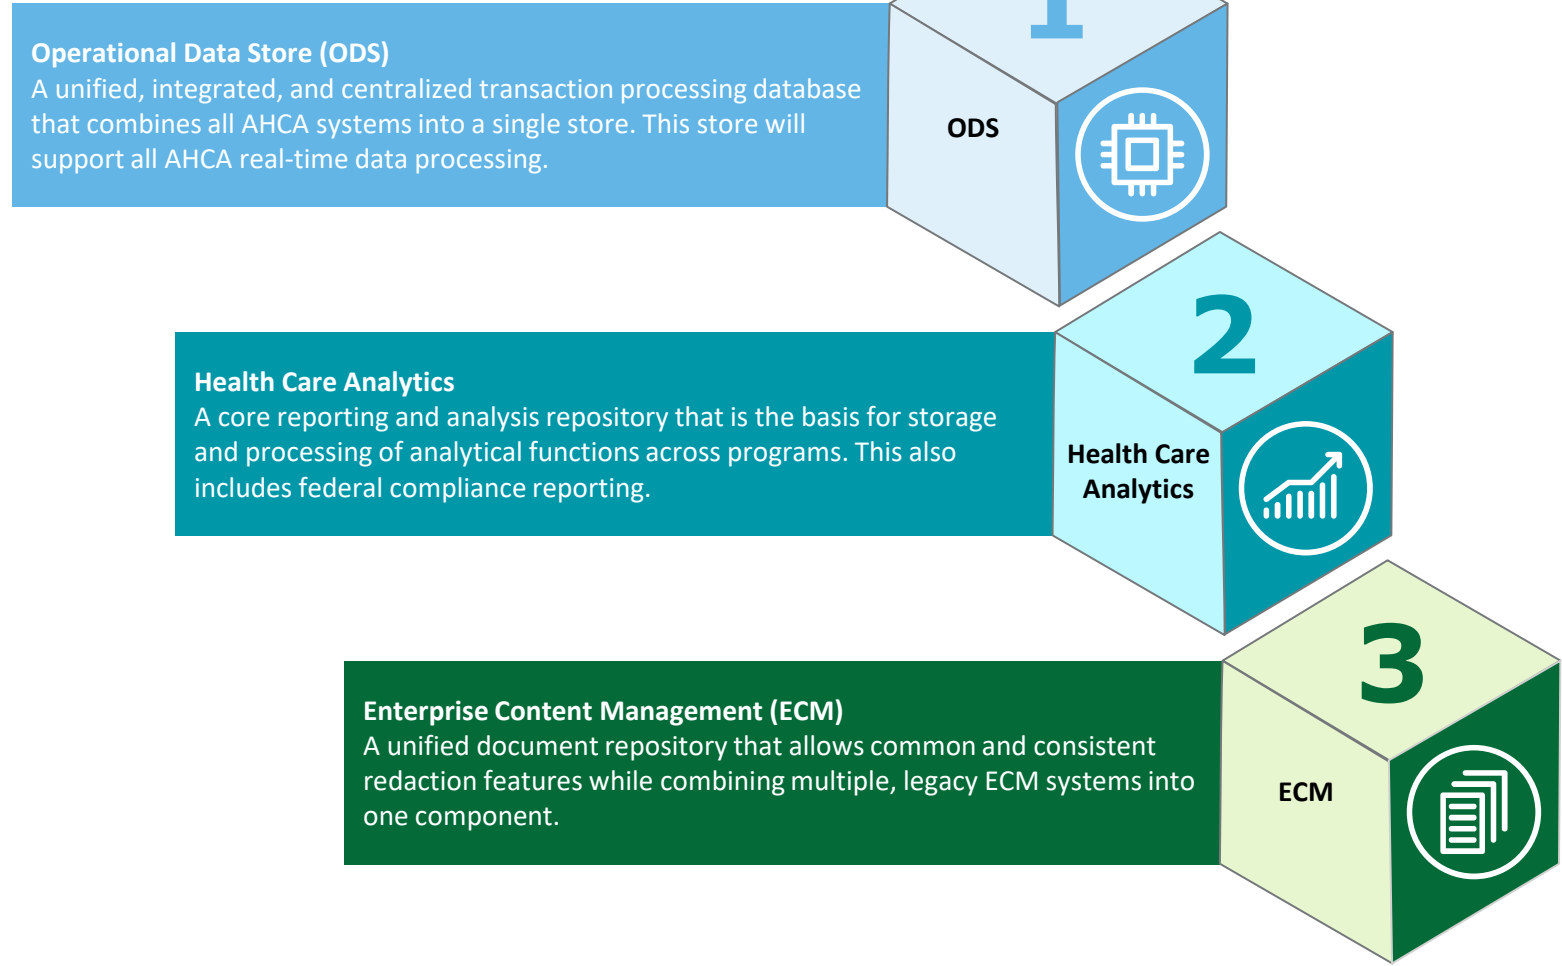 1
Operational Data Store (ODS)
A unified, integrated, and centralized transaction processing database
that combines all AHCA systems into a single store. This store will
support all AHCA real-time data processing.
ODS
2
Health Care Analytics
A core reporting and analysis repository that is the basis for storage
and processing of analytical functions across programs. This also
includes federal compliance reporting.
Health Care
Analytics
3
Enterprise Content Management (ECM)
A unified document repository that allows common and consistent
redaction features while combining multiple, legacy ECM systems into
one component.
ECM